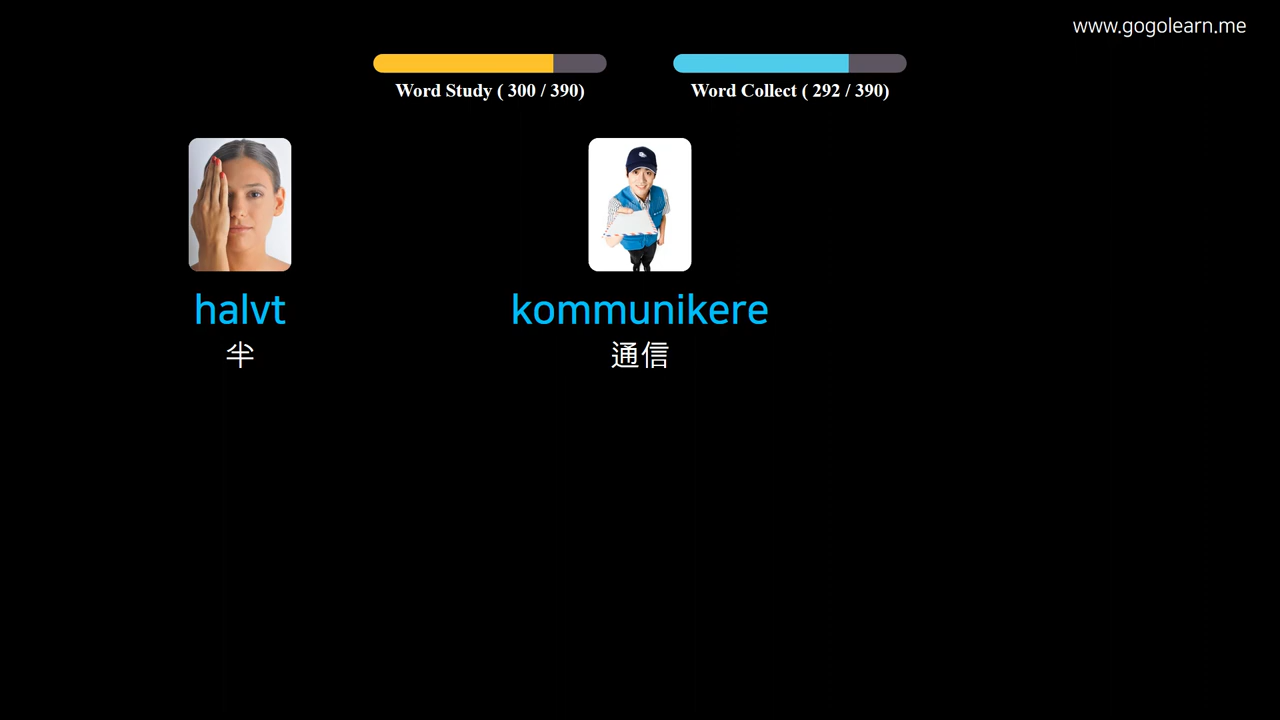 www.gogolearn.me
Word Study ( 300 / 390)
Word Collect ( 292 / 390)
halvt
半
kommunikere
通信